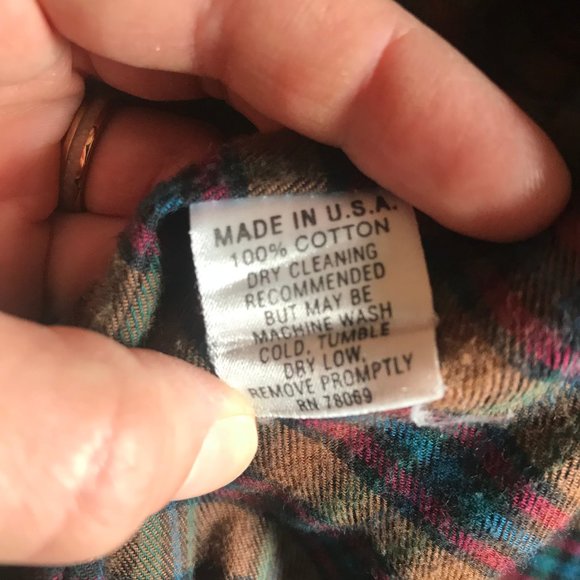 MADE IN U.S.A.
100% COTTON
DRY CLEANING
RECOMMENDED
BUT MAY BE
MACHINE WASH
COLD, TUMBLE
DRY LOW,
REMOVE PROMPTLY
RN 78069